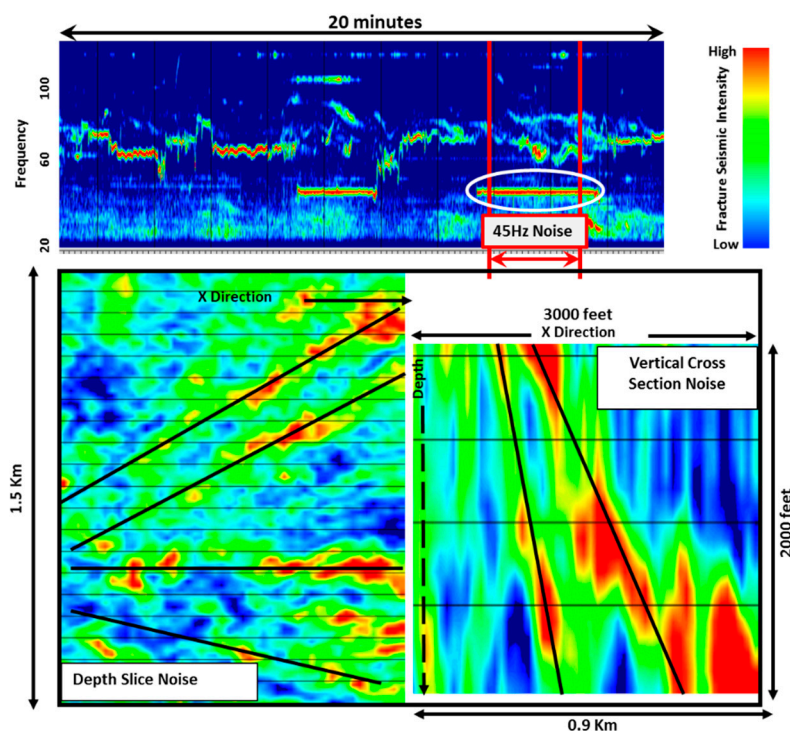 20 minutes
High
Fracture Seismic Intensity
Low
Frequency
100
60
20
45Hz Noise
X Direction
3000 feet
X Direction
Vertical Cross
Section Noise
Depth
1.5 Km
2000 feet
Depth Slice Noise
0.9 Km